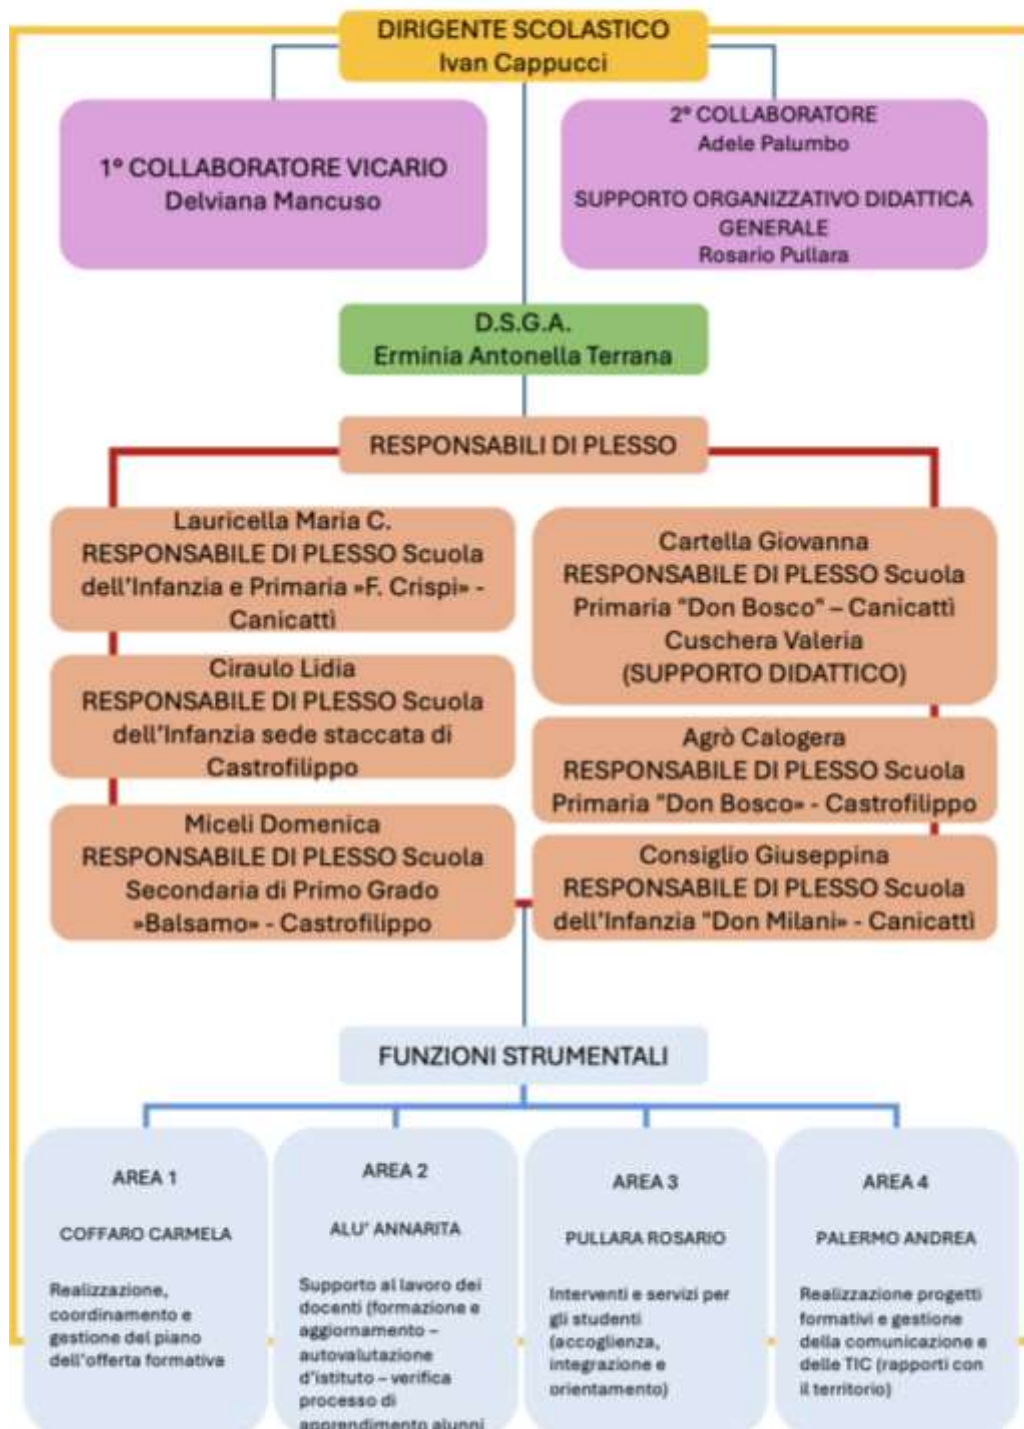 DIRIGENTE SCOLASTICO
Ivan Cappucci
1° COLLABORATORE VICARIO
Delviana Mancuso
2° COLLABORATORE
Adele Palumbo
SUPPORTO ORGANIZZATIVO DIDATTICA
GENERALE
Rosario Pullara
D.S.G.A.
Erminia Antonella Terrana
RESPONSABILI DI PLESSO
Lauricella Maria C.
RESPONSABILE DI PLESSO Scuola
dell'Infanzia e Primaria »F. Crispi» -
Canicattì
Ciraulo Lidia
RESPONSABILE DI PLESSO Scuola
dell'Infanzia sede staccata di
Castrofilippo
Miceli Domenica
RESPONSABILE DI PLESSO Scuola
Secondaria di Primo Grado
»Balsamo» - Castrofilippo
Cartella Giovanna
RESPONSABILE DI PLESSO Scuola
Primaria "Don Bosco" – Canicattì
Cuschera Valeria
(SUPPORTO DIDATTICO)
Agrò Calogera
RESPONSABILE DI PLESSO Scuola
Primaria "Don Bosco» - Castrofilippo
Consiglio Giuseppina
RESPONSABILE DI PLESSO Scuola
dell'Infanzia "Don Milani» - Canicattì
FUNZIONI STRUMENTALI
AREA 1
COFFARO CARMELA
Realizzazione,
coordinamento e
gestione del piano
dell'offerta formativa
AREA 2
ALU' ANNARITA
Supporto al lavoro dei
docenti (formazione e
aggiornamento –
autovalutazione
d'istituto – verifica
processo di
apprendimento alunni
AREA 3
PULLARA ROSARIO
Interventi e servizi per
gli studenti
(accoglienza,
integrazione e
orientamento)
AREA 4
PALERMO ANDREA
Realizzazione progetti
formativi e gestione
della comunicazione e
delle TIC (rapporti con
il territorio)